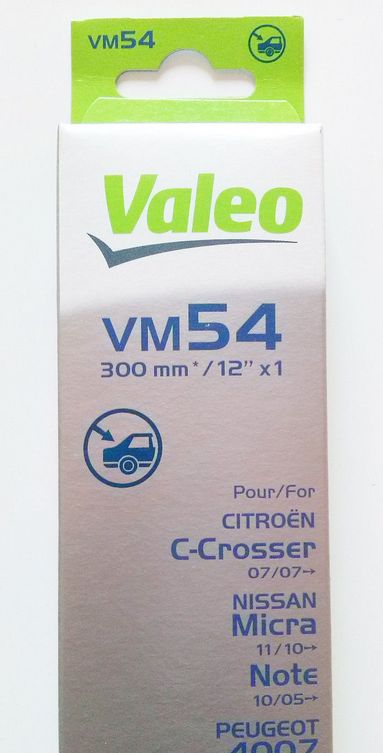 VM54
Valeo
VM54
300 mm*/12” x1
Pour/For
CITROËN
C-Crosser
07/07→
NISSAN
Micra
11/10→
Note
10/05→
PEUGEOT
4007